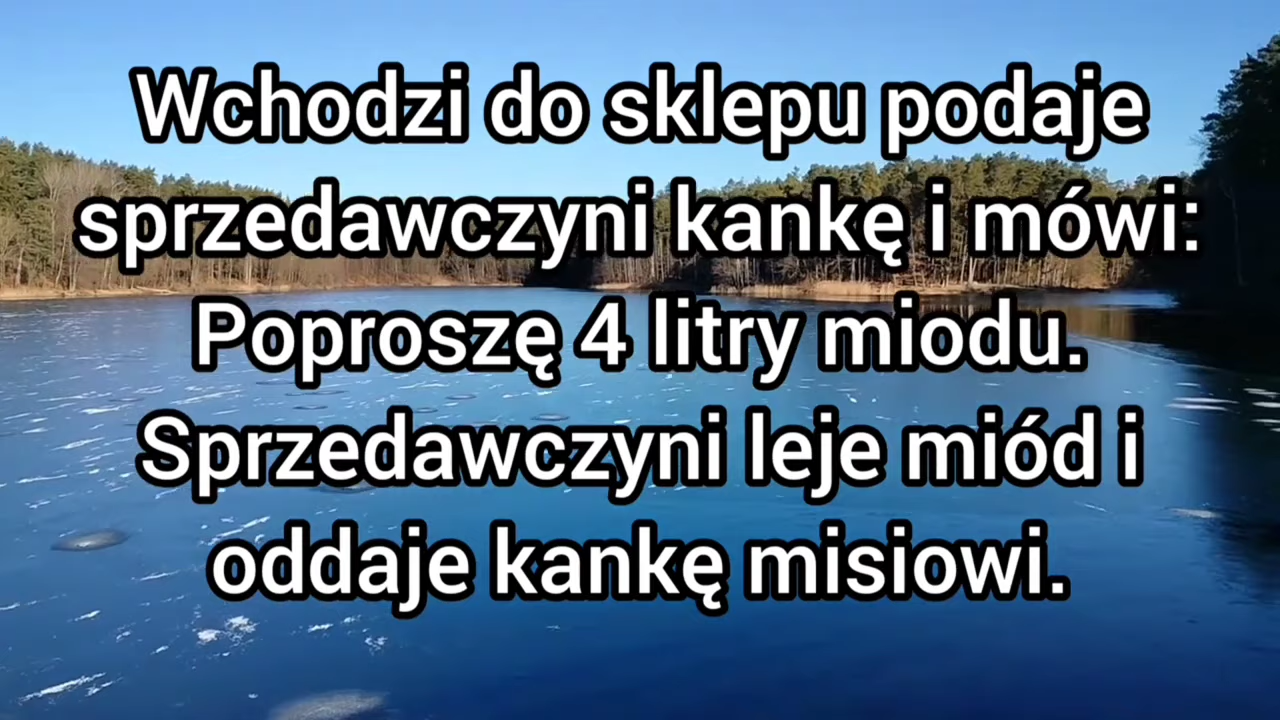 Wchodzi do sklepu podaje
sprzedawczyni kankę i mówi:
Poproszę 4 litry miodu.
Sprzedawczyni leje miód i
oddaje kankę misiowi.